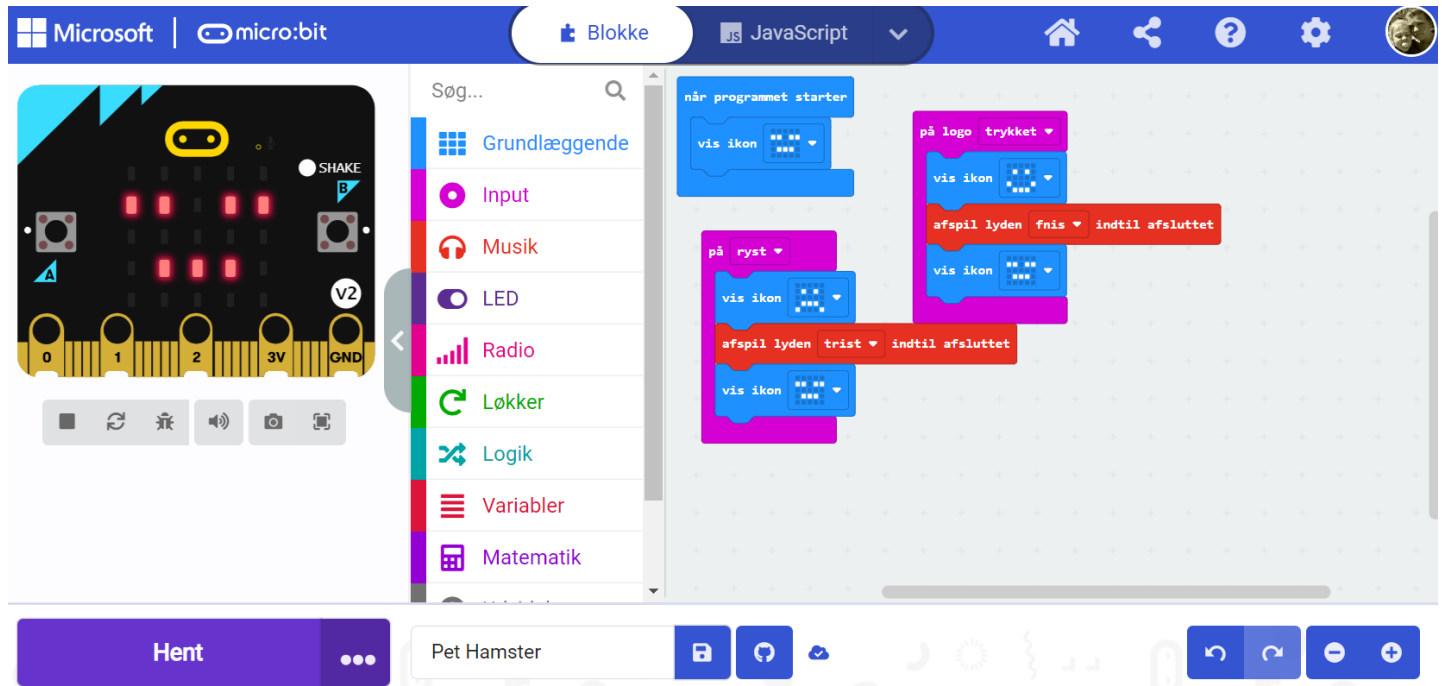 Microsoft micro:bit
Blokke
JS JavaScript
SHAKE
B
A
V2
0 1 2 3V GND
Søg...
Grundlæggende
Input
Musik
LED
Radio
Løkker
Logik
Variabler
Matematik
når programmet starter
vis ikon
på ryst
vis ikon
afspil lyden trist indtil afsluttet
vis ikon
på logo trykket
vis ikon
afspil lyden fnis indtil afsluttet
vis ikon
Hent
Pet Hamster